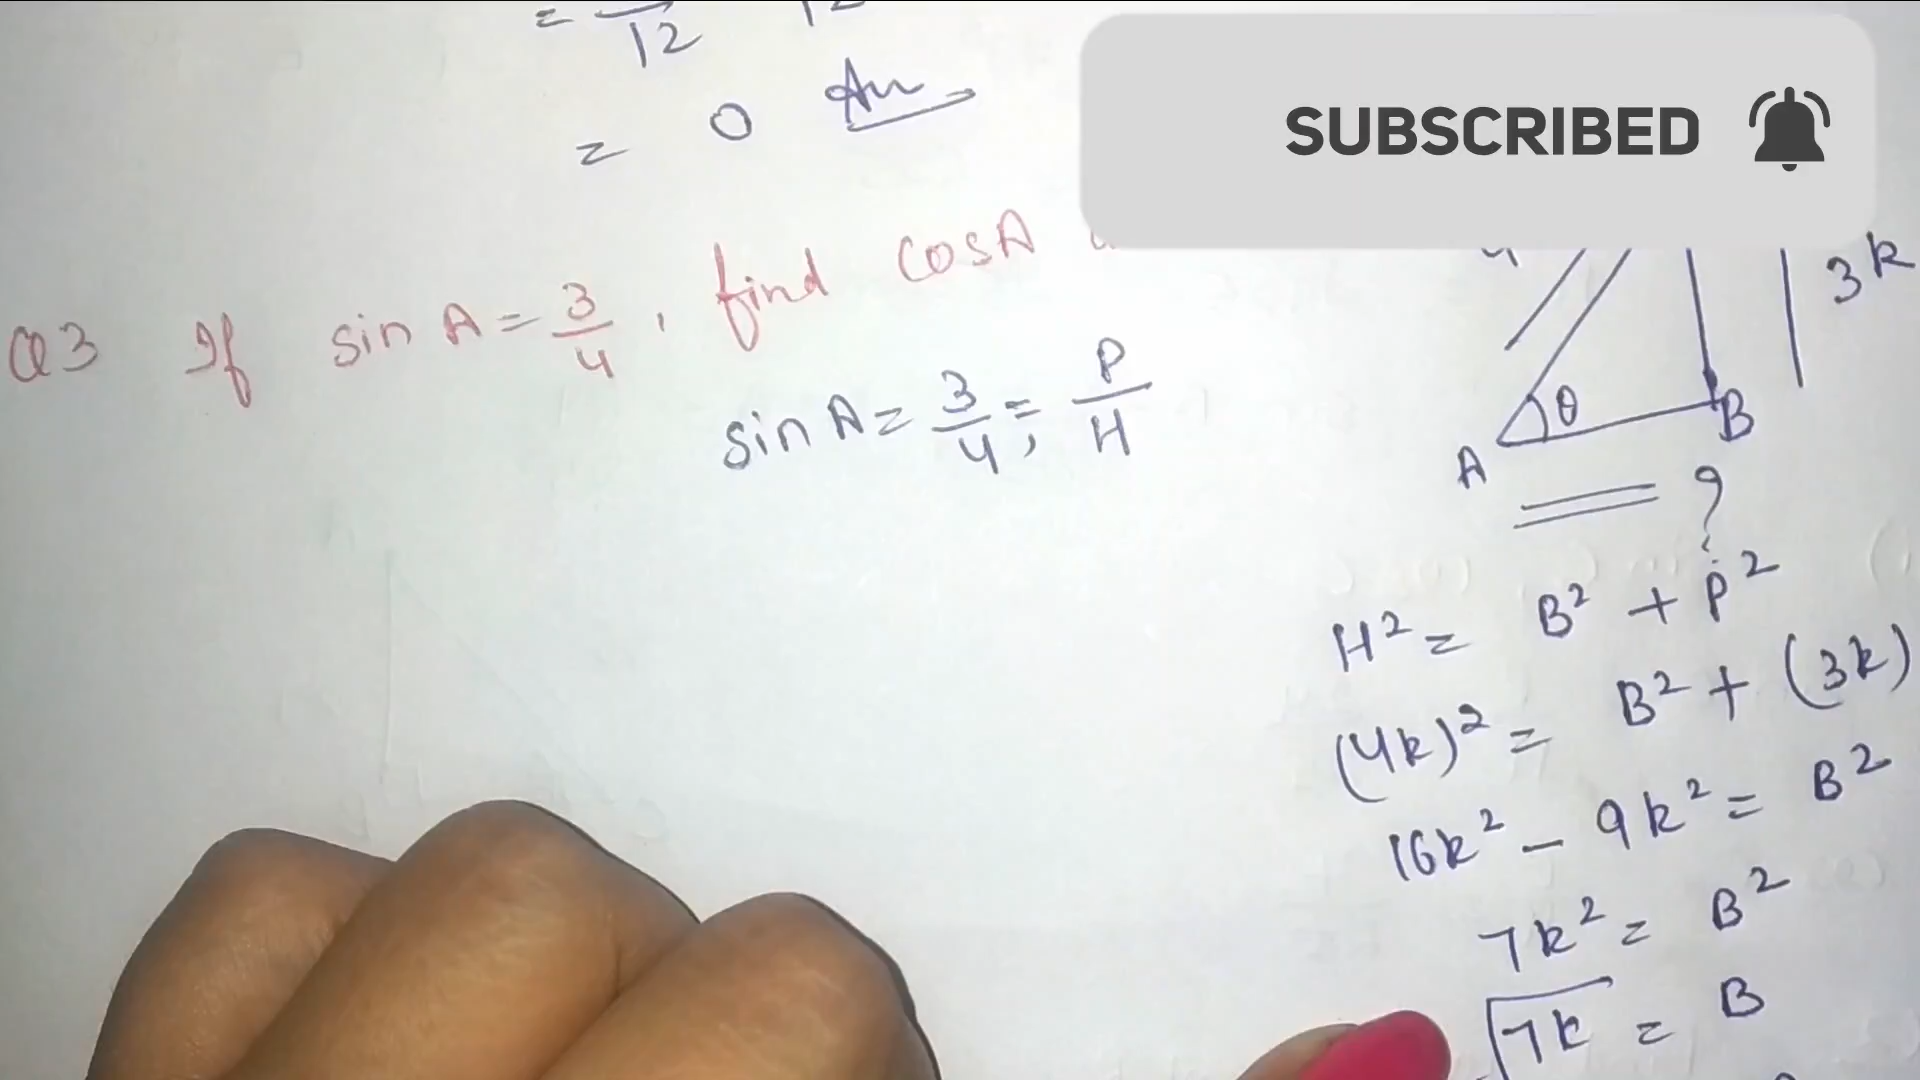 = 12
= 0 Ans
SUBSCRIBED
Q3 If sin A = 3/4, find cosA
sin A = 3/4 = P/H
3k
θ
A B
?
H² = B² + P²
(4k)² = B² + (3k)
16k² - 9k² = B²
7k² = B²
√7k = B